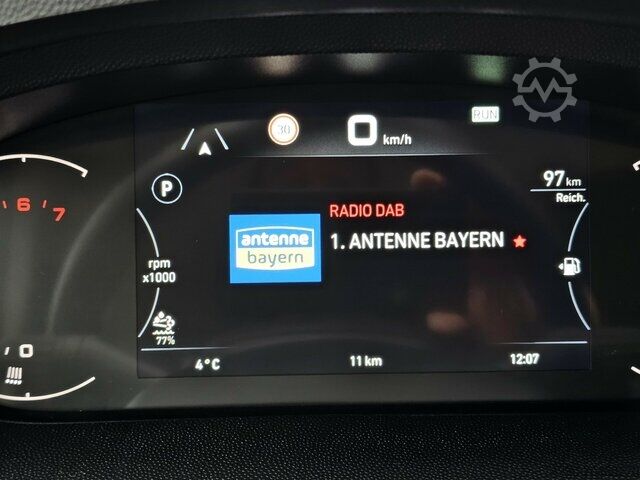 30
0 km/h
RUN
P
97 km
Reich.
6 7
RADIO DAB
1. ANTENNE BAYERN
antenne
bayern
rpm
x1000
77%
0
4°C
11 km
12:07